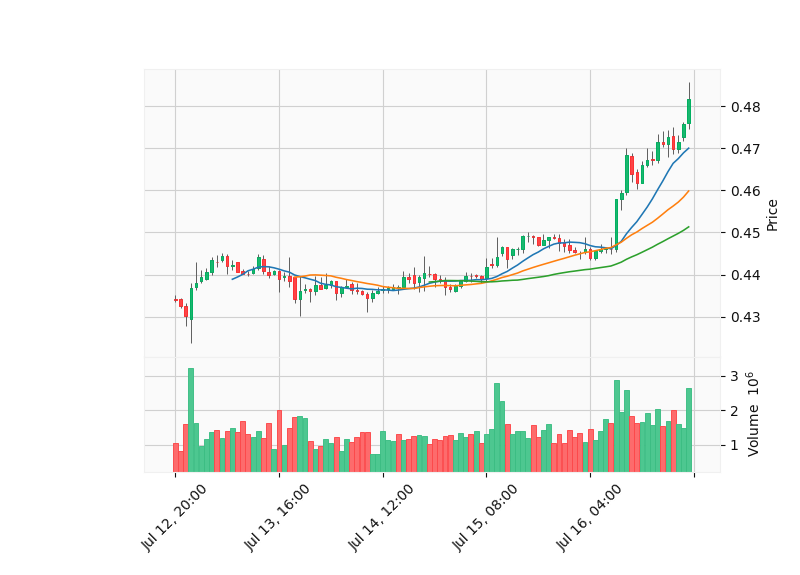 0.48
0.47
0.46
0.45
0.44
0.43
Price
3
2
1
Volume 10^6
Jul 12, 20:00
Jul 13, 16:00
Jul 14, 12:00
Jul 15, 08:00
Jul 16, 04:00